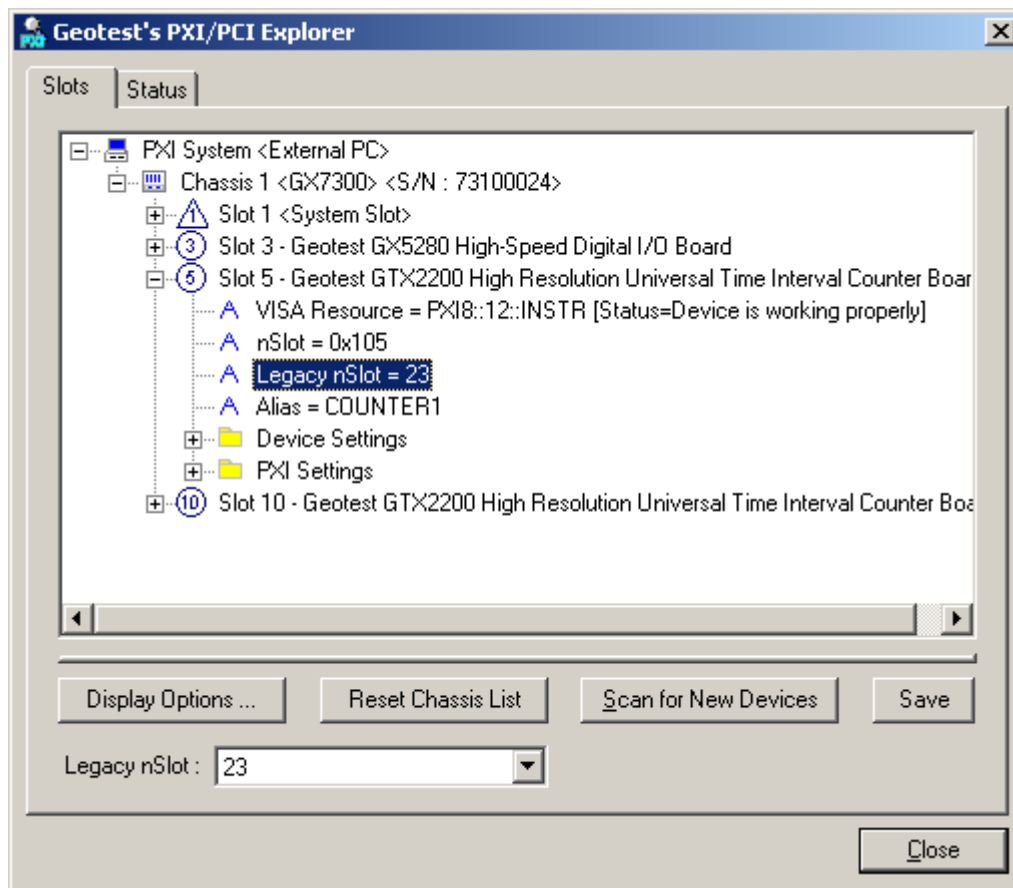 Geotest's PXI/PCI Explorer
Slots Status
PXI System <External PC>
Chassis 1 <GX7300> <S/N : 73100024>
1 Slot 1 <System Slot>
3 Slot 3 - Geotest GX5280 High-Speed Digital I/O Board
5 Slot 5 - Geotest GTX2200 High Resolution Universal Time Interval Counter Boar
A VISA Resource = PXI8::12::INSTR [Status=Device is working properly]
A nSlot = 0x105
A Legacy nSlot = 23
A Alias = COUNTER1
Device Settings
PXI Settings
10 Slot 10 - Geotest GTX2200 High Resolution Universal Time Interval Counter Boa
Display Options ... Reset Chassis List Scan for New Devices Save
Legacy nSlot : 23
Close